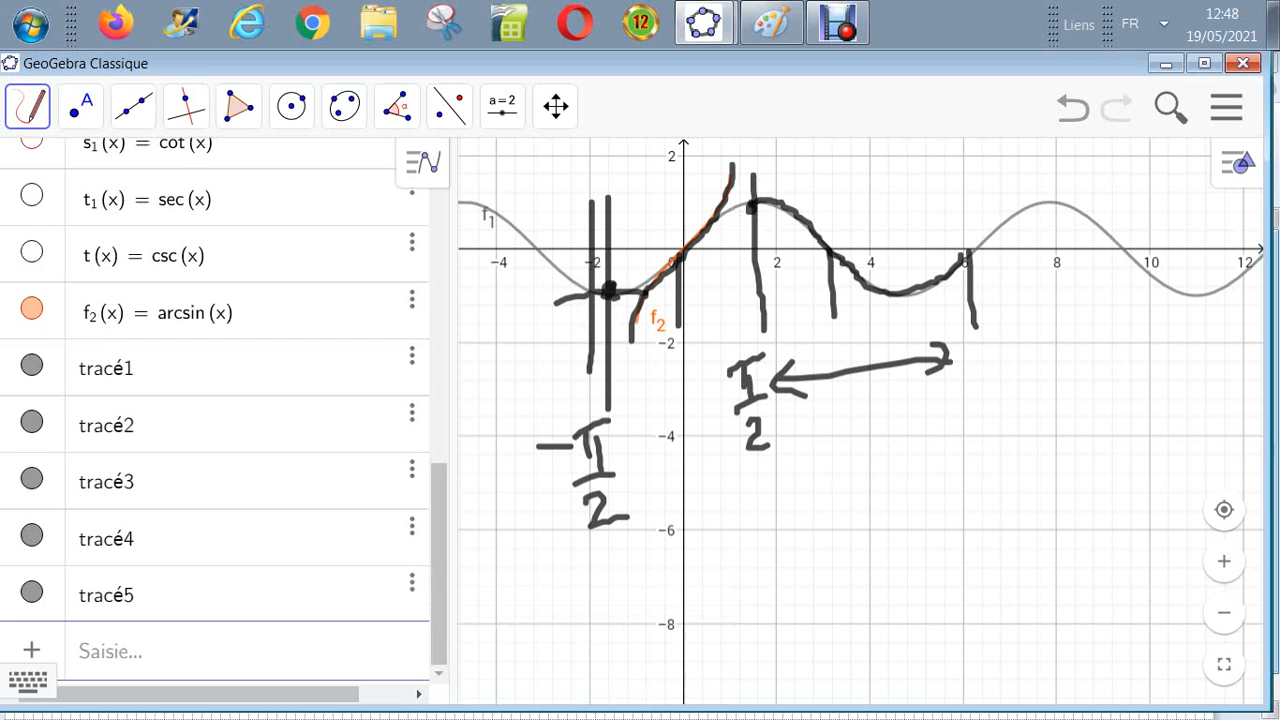 12
Liens
FR
12:48
19/05/2021
GeoGebra Classique
A
α
a=2
s₁(x) = cot(x)
t₁(x) = sec(x)
t(x) = csc(x)
f₂(x) = arcsin(x)
tracé1
tracé2
tracé3
tracé4
tracé5
Saisie...
f₁
f₂
2
−4 −2 0 2 4 6 8 10 12
−2
−4
−6
−8
π/2
−π/2